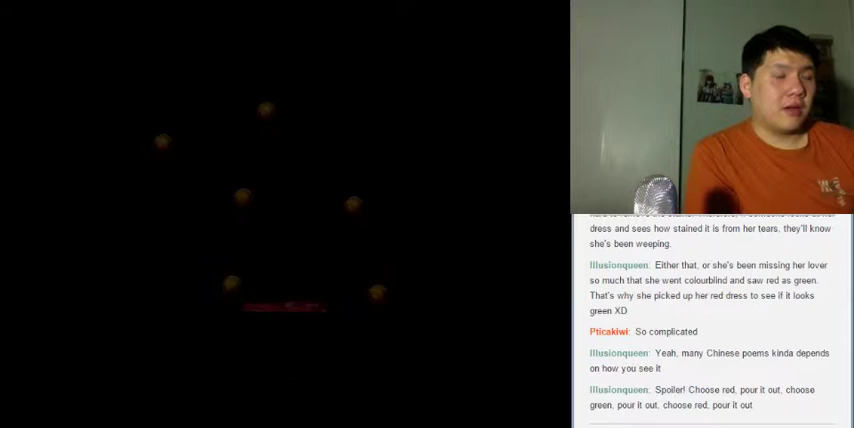 dress and sees how stained it is from her tears, they'll know
she's been weeping.
Illusionqueen: Either that, or she's been missing her lover
so much that she went colourblind and saw red as green.
That's why she picked up her red dress to see if it looks
green XD
Pticakiwi: So complicated
Illusionqueen: Yeah, many Chinese poems kinda depends
on how you see it
Illusionqueen: Spoiler! Choose red, pour it out, choose
green, pour it out, choose red, pour it out